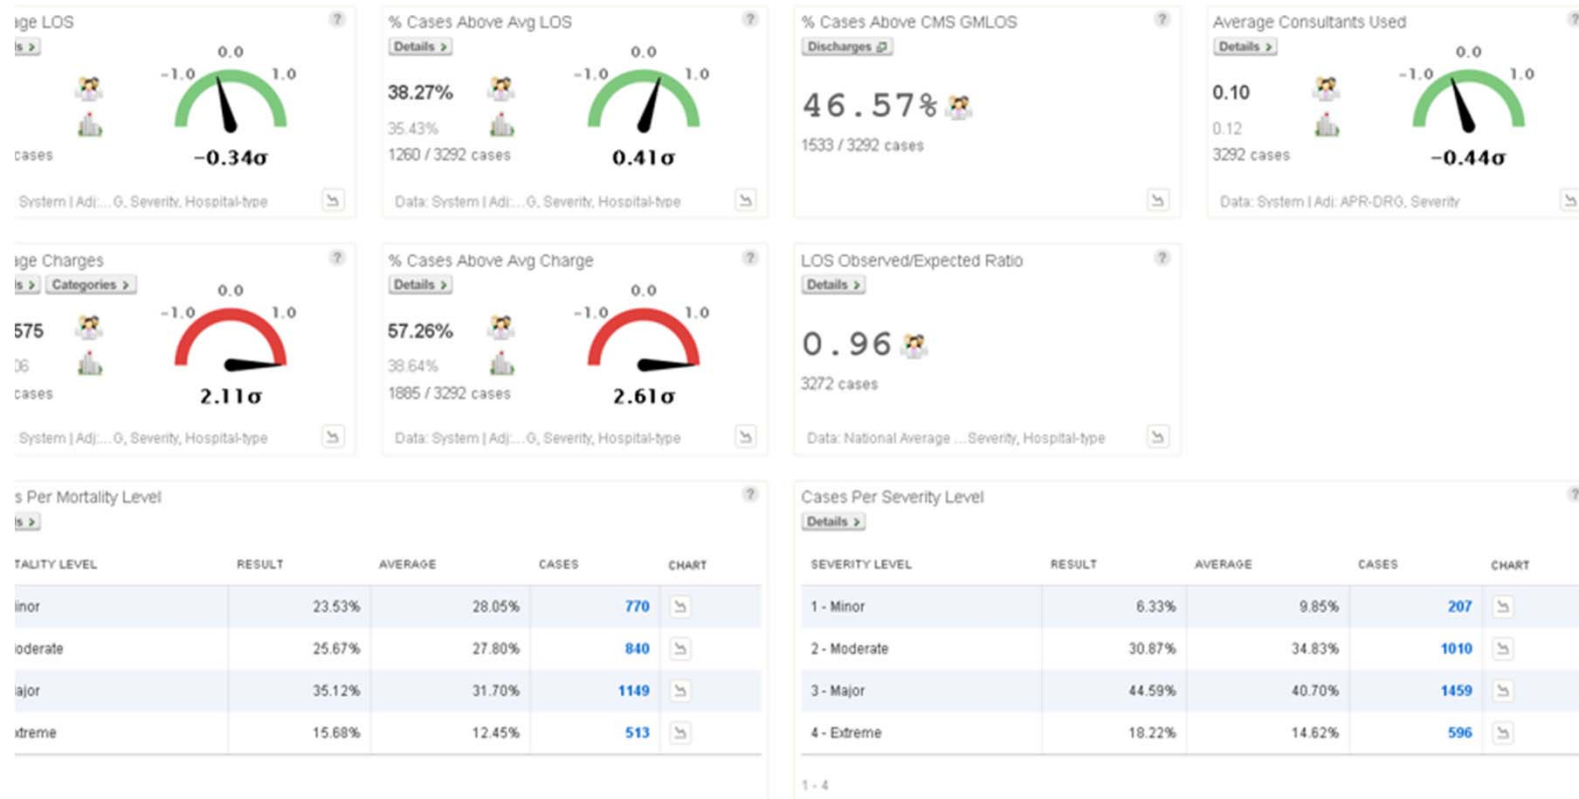 age LOS ?
s >
0.0
-1.0 1.0
cases
-0.34σ
System | Adj:...G, Severity, Hospital-type
% Cases Above Avg LOS ?
Details >
0.0
-1.0 1.0
38.27%
35.43%
1260 / 3292 cases
0.41σ
Data: System | Adj:...G, Severity, Hospital-type
% Cases Above CMS GMLOS ?
Discharges
46.57%
1533 / 3292 cases
Average Consultants Used ?
Details >
0.0
-1.0 1.0
0.10
0.12
3292 cases
-0.44σ
Data: System | Adj: APR-DRG, Severity
age Charges ?
s > Categories >
0.0
-1.0 1.0
575
06
cases
2.11σ
System | Adj:...G, Severity, Hospital-type
% Cases Above Avg Charge ?
Details >
0.0
-1.0 1.0
57.26%
38.64%
1885 / 3292 cases
2.61σ
Data: System | Adj:...G, Severity, Hospital-type
LOS Observed/Expected Ratio ?
Details >
0.96
3272 cases
Data: National Average ...Severity, Hospital-type
s Per Mortality Level ?
ls >
TALITY LEVEL RESULT AVERAGE CASES CHART
inor 23.53% 28.05% 770
oderate 25.67% 27.80% 840
ajor 35.12% 31.70% 1149
xtreme 15.68% 12.45% 513
Cases Per Severity Level ?
Details >
SEVERITY LEVEL RESULT AVERAGE CASES CHART
1 - Minor 6.33% 9.85% 207
2 - Moderate 30.87% 34.83% 1010
3 - Major 44.59% 40.70% 1459
4 - Extreme 18.22% 14.62% 596
1 - 4